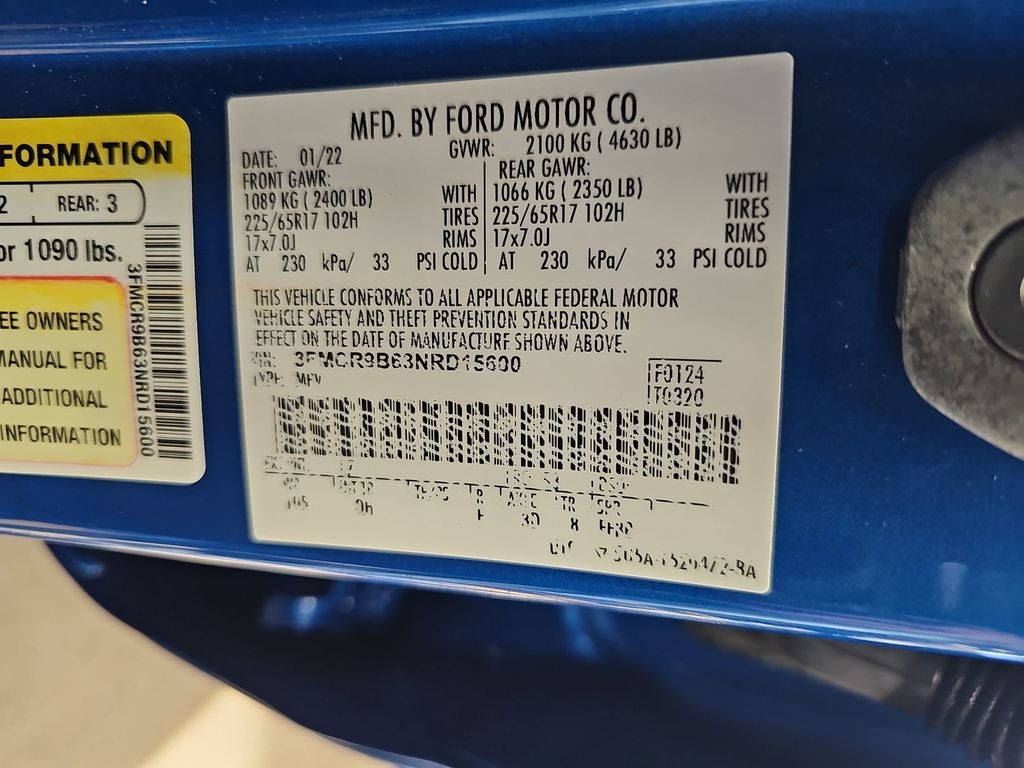 FORMATION
2 REAR: 3
or 1090 lbs.
EE OWNERS
MANUAL FOR
ADDITIONAL
INFORMATION
3FMCR9B63NRD15600
MFD. BY FORD MOTOR CO.
DATE: 01/22 GVWR: 2100 KG ( 4630 LB)
FRONT GAWR: REAR GAWR:
1089 KG ( 2400 LB) WITH 1066 KG ( 2350 LB) WITH
225/65R17 102H TIRES 225/65R17 102H TIRES
17x7.0J RIMS 17x7.0J RIMS
AT 230 kPa/ 33 PSI COLD AT 230 kPa/ 33 PSI COLD
THIS VEHICLE CONFORMS TO ALL APPLICABLE FEDERAL MOTOR
VEHICLE SAFETY AND THEFT PREVENTION STANDARDS IN
EFFECT ON THE DATE OF MANUFACTURE SHOWN ABOVE.
VIN: 3FMCR9B63NRD15600
TYPE: MPV
F0124
T0320